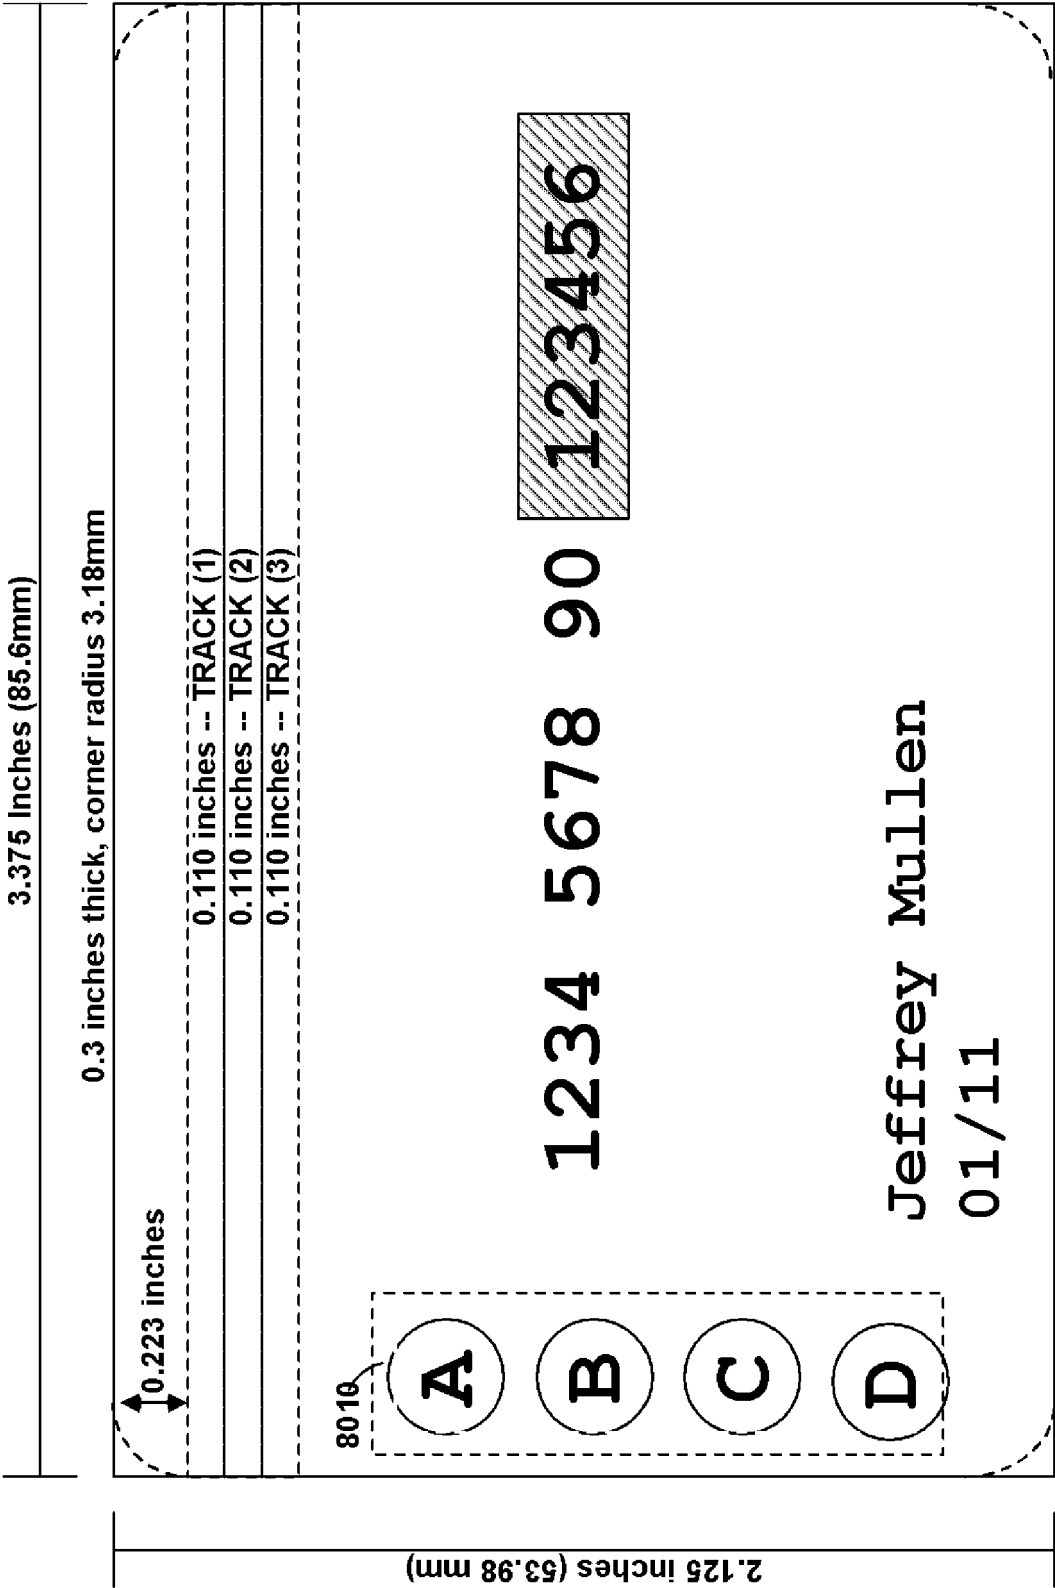 3.375 Inches (85.6mm)
0.3 inches thick, corner radius 3.18mm
0.223 inches
0.110 inches -- TRACK (1)
0.110 inches -- TRACK (2)
0.110 inches -- TRACK (3)
2.125 inches (53.98 mm)
8010
A
B
C
D
1234 5678 90 123456
Jeffrey Mullen
01/11